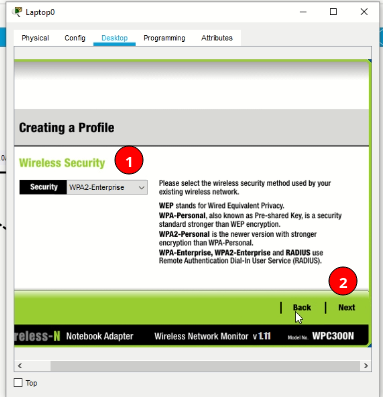 Laptop0
Physical Config Desktop Programming Attributes
Creating a Profile
Wireless Security
1
Security WPA2-Enterprise
Please select the wireless security method used by your
existing wireless network.
WEP stands for Wired Equivalent Privacy.
WPA-Personal, also known as Pre-shared Key, is a security
standard stronger than WEP encryption.
WPA2-Personal is the newer version with stronger
encryption than WPA-Personal.
WPA-Enterprise, WPA2-Enterprise and RADIUS use
Remote Authentication Dial-In User Service (RADIUS).
2
Back Next
reless-N Notebook Adapter Wireless Network Monitor v 1.11 Model No. WPC300N
Top